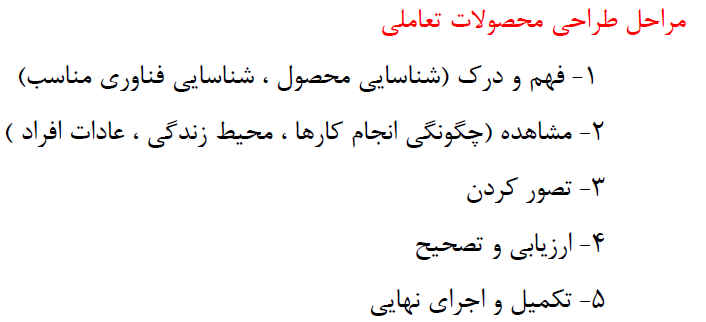 مراحل طراحی محصولات تعاملی
۱- فهم و درک (شناسایی محصول ، شناسایی فناوری مناسب)
۲- مشاهده (چگونگی انجام کارها ، محیط زندگی ، عادات افراد )
۳- تصور کردن
۴- ارزیابی و تصحیح
۵- تکمیل و اجرای نهایی